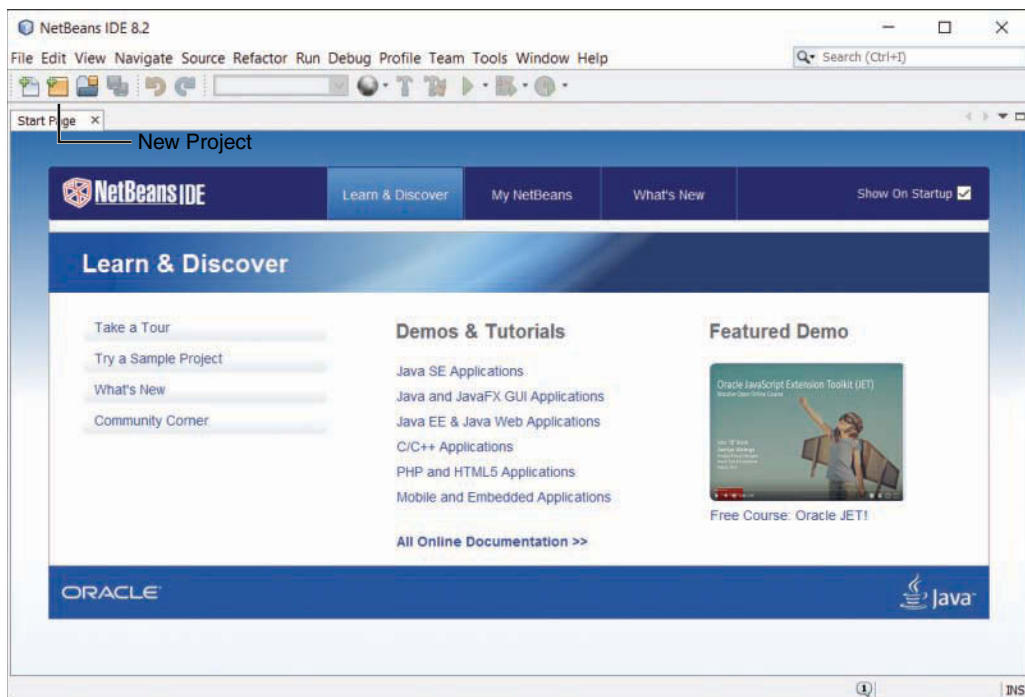 NetBeans IDE 8.2
File Edit View Navigate Source Refactor Run Debug Profile Team Tools Window Help
Search (Ctrl+I)
Start Page
New Project
NetBeans IDE
Learn & Discover
My NetBeans
What's New
Show On Startup
Learn & Discover
Take a Tour
Try a Sample Project
What's New
Community Corner
Demos & Tutorials
Java SE Applications
Java and JavaFX GUI Applications
Java EE & Java Web Applications
C/C++ Applications
PHP and HTML5 Applications
Mobile and Embedded Applications
All Online Documentation >>
Featured Demo
Oracle JavaScript Extension Toolkit (JET)
Free Course: Oracle JET!
ORACLE
Java
1
INS